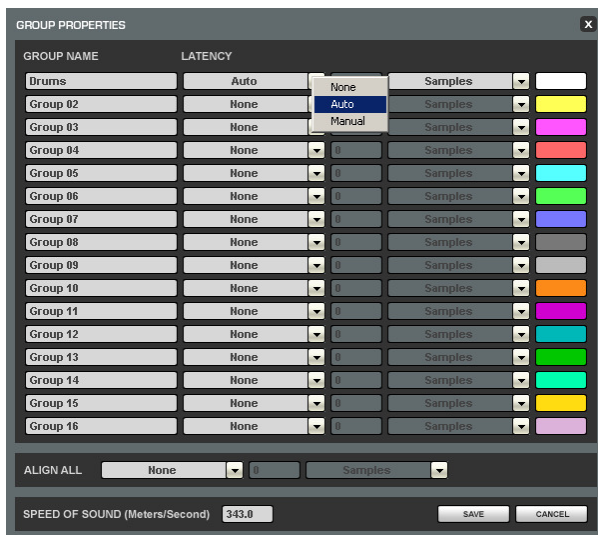 GROUP PROPERTIES X
GROUP NAME LATENCY
Drums Auto Samples
None
Auto
Manual
Group 02 None Samples
Group 03 None Samples
Group 04 None 0 Samples
Group 05 None 0 Samples
Group 06 None 0 Samples
Group 07 None 0 Samples
Group 08 None 0 Samples
Group 09 None 0 Samples
Group 10 None 0 Samples
Group 11 None 0 Samples
Group 12 None 0 Samples
Group 13 None 0 Samples
Group 14 None 0 Samples
Group 15 None 0 Samples
Group 16 None 0 Samples
ALIGN ALL None 0 Samples
SPEED OF SOUND (Meters/Second) 343.0 SAVE CANCEL